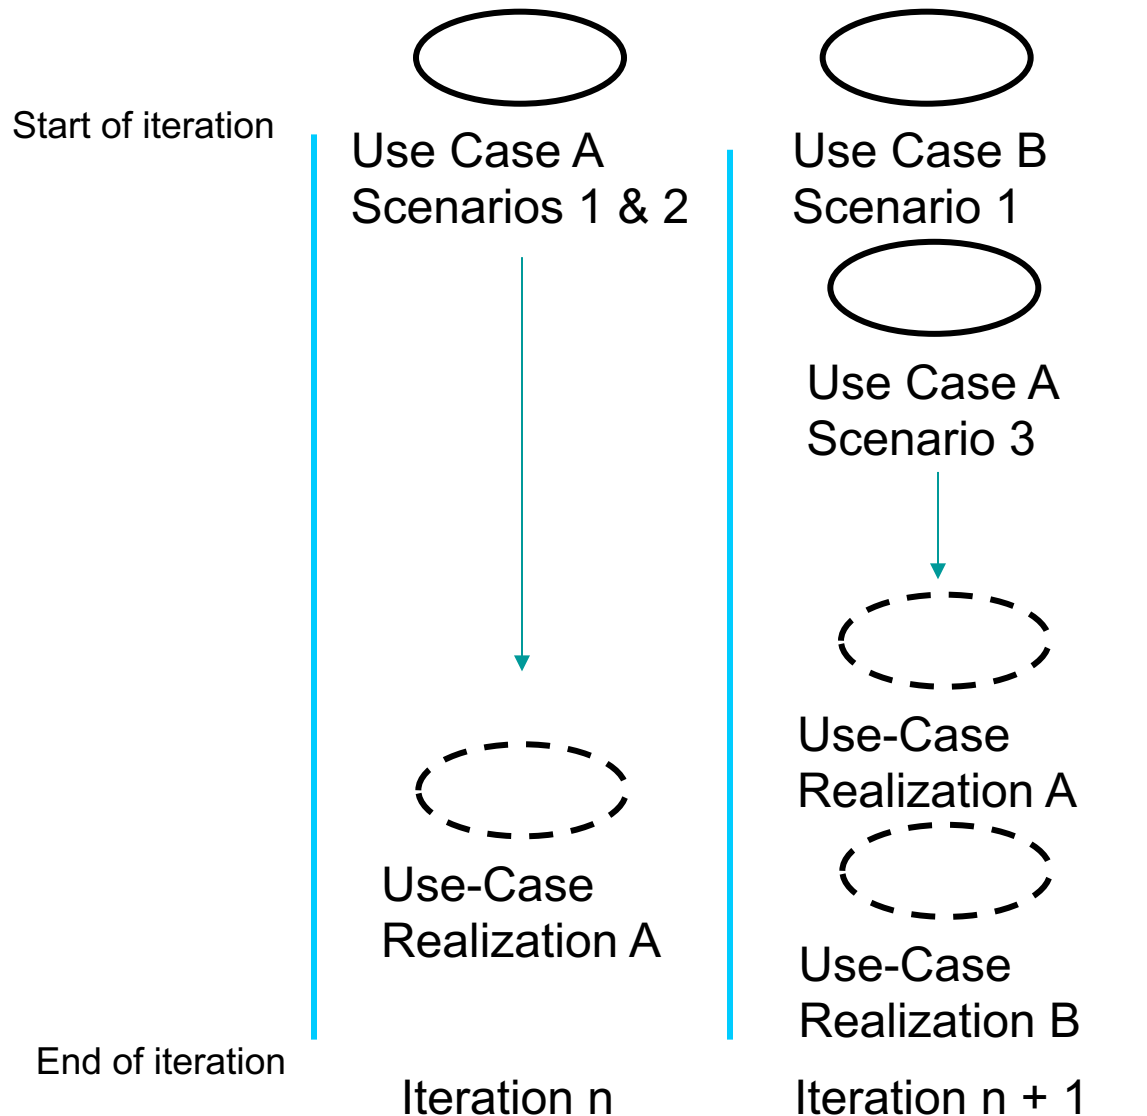 Start of iteration
Use Case A
Scenarios 1 & 2
Use Case B
Scenario 1
Use Case A
Scenario 3
Use-Case
Realization A
Use-Case
Realization A
Use-Case
Realization B
End of iteration
Iteration n
Iteration n + 1